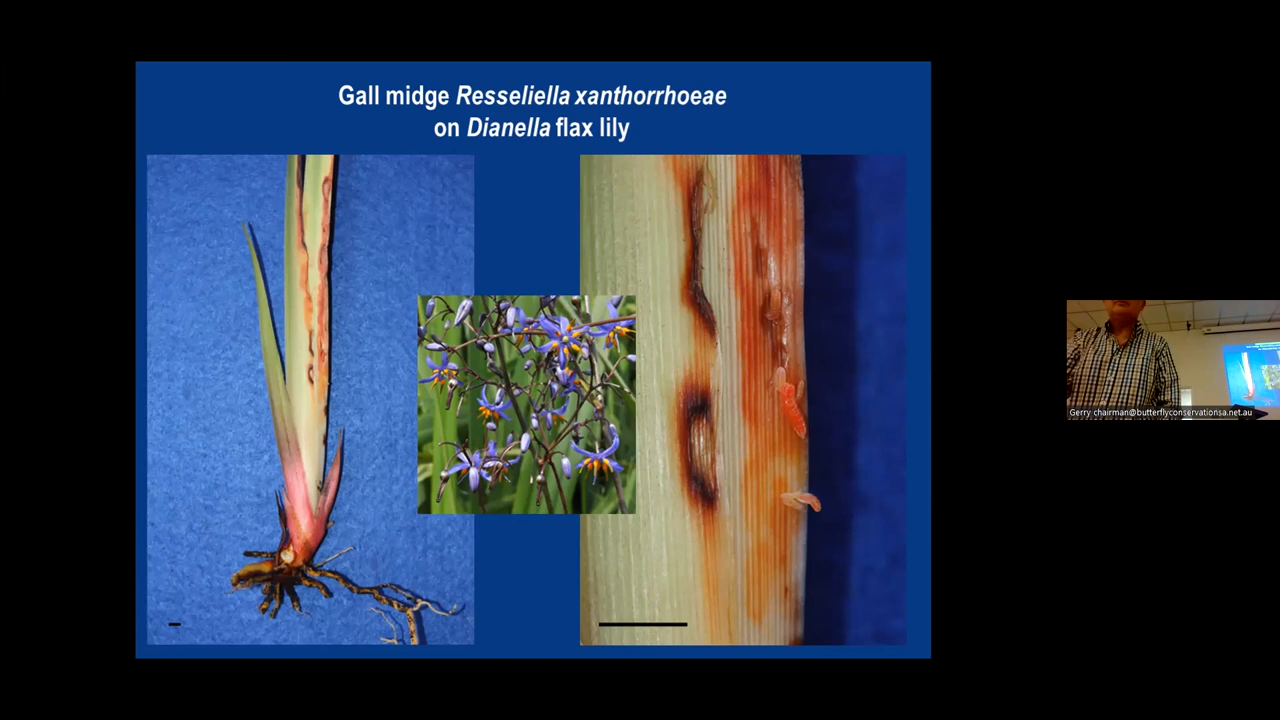 Gall midge Resseliella xanthorrhoeae
on Dianella flax lily
Gerry chairman@butterflyconservationsa.net.au